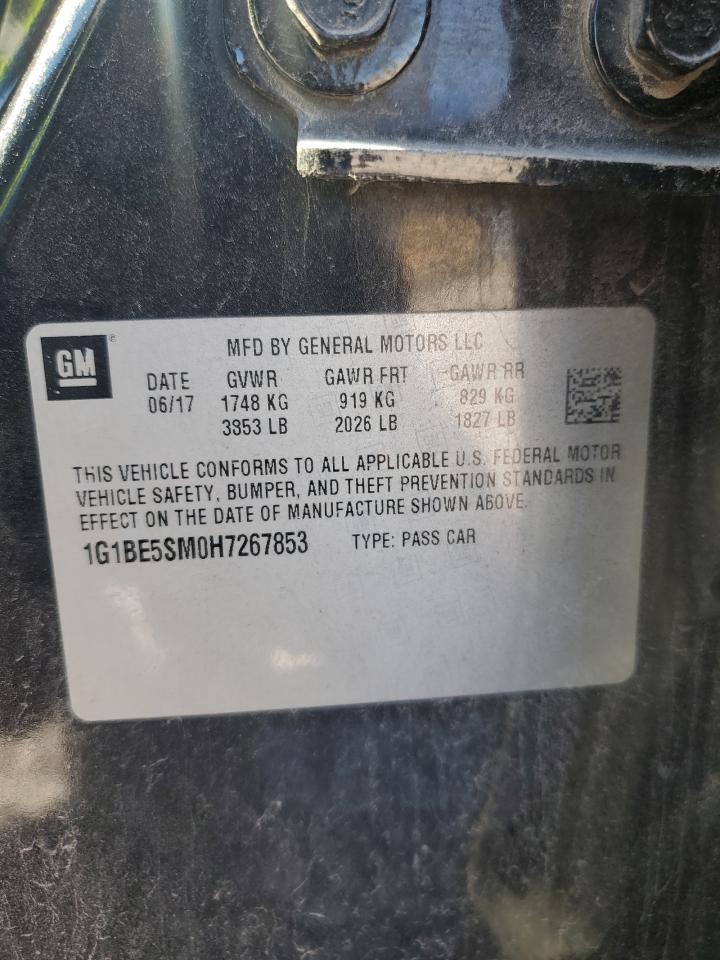 GM
MFD BY GENERAL MOTORS LLC
DATE GVWR GAWR FRT GAWR RR
06/17 1748 KG 919 KG 829 KG
3853 LB 2026 LB 1827 LB
THIS VEHICLE CONFORMS TO ALL APPLICABLE U.S. FEDERAL MOTOR
VEHICLE SAFETY, BUMPER, AND THEFT PREVENTION STANDARDS IN
EFFECT ON THE DATE OF MANUFACTURE SHOWN ABOVE.
1G1BE5SM0H7267853 TYPE: PASS CAR